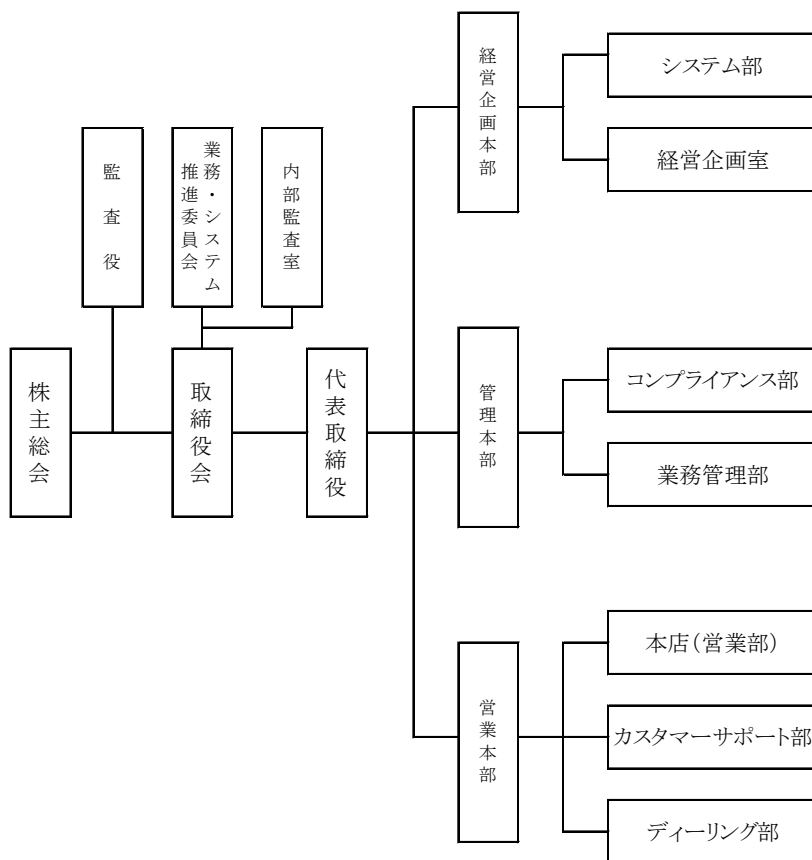 株主総会
監査役
取締役会
業務・システム
推進委員会
内部監査室
代表取締役
経営企画本部
システム部
経営企画室
管理本部
コンプライアンス部
業務管理部
営業本部
本店（営業部）
カスタマーサポート部
ディーリング部